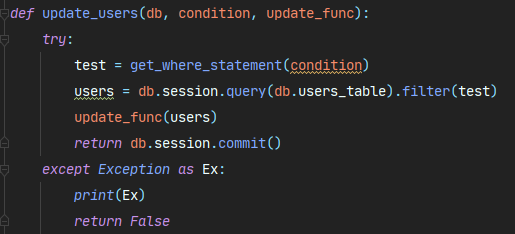 def update_users(db, condition, update_func):
    try:
        test = get_where_statement(condition)
        users = db.session.query(db.users_table).filter(test)
        update_func(users)
        return db.session.commit()
    except Exception as Ex:
        print(Ex)
        return False